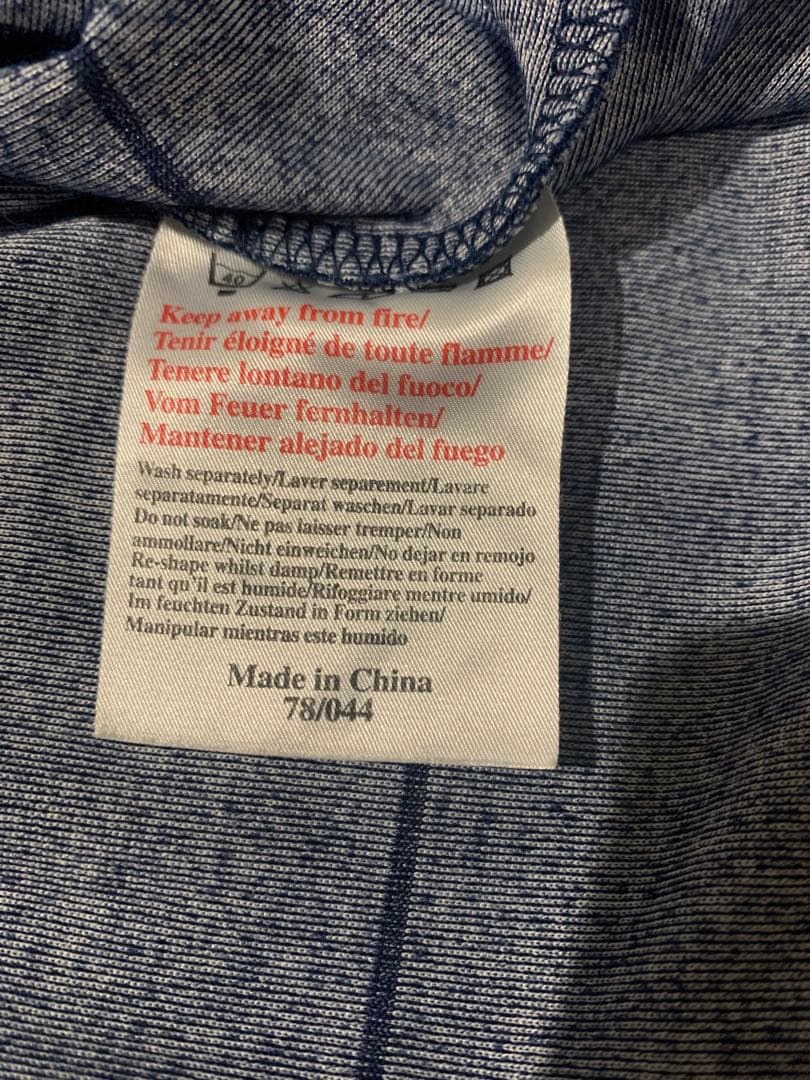 40
Keep away from fire/
Tenir éloigné de toute flamme/
Tenere lontano del fuoco/
Vom Feuer fernhalten/
Mantener alejado del fuego
Wash separately/Laver separement/Lavare
separatamente/Separat waschen/Lavar separado
Do not soak/Ne pas laisser tremper/Non
ammollare/Nicht einweichen/No dejar en remojo
Re-shape whilst damp/Remettre en forme
tant qu'il est humide/Rifoggiare mentre umido/
Im feuchten Zustand in Form ziehen/
Manipular mientras este humido
Made in China
78/044